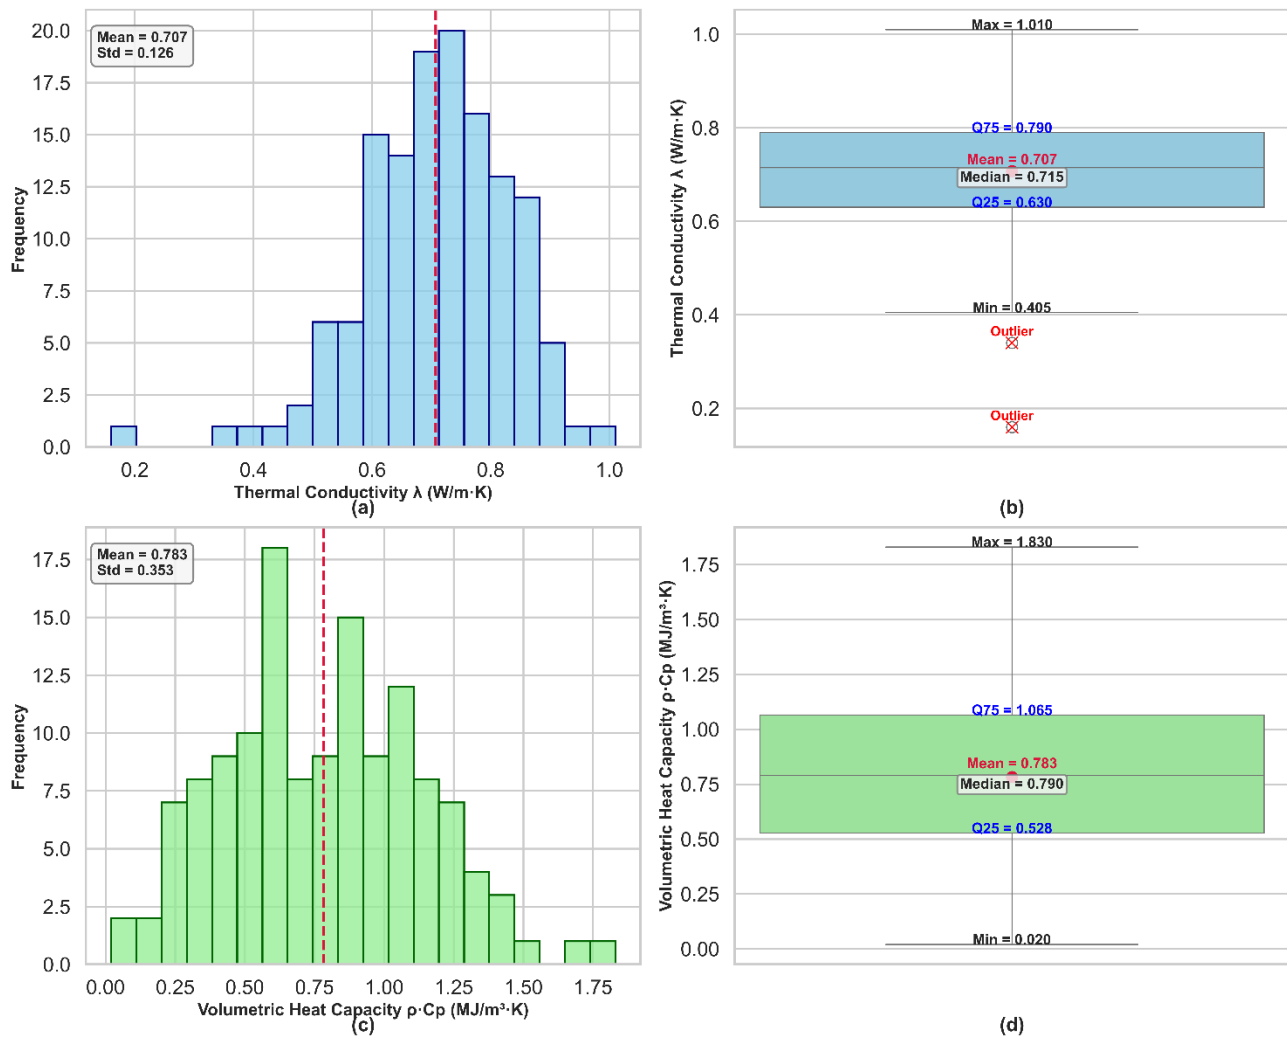 Mean = 0.707
Std = 0.126
20.0
17.5
15.0
12.5
10.0
7.5
5.0
2.5
0.0
Frequency
0.2
0.4
0.6
0.8
1.0
Thermal Conductivity λ (W/m·K)
(a)
Max = 1.010
Q75 = 0.790
Mean = 0.707
Median = 0.715
Q25 = 0.630
Min = 0.405
Outlier
Outlier
1.0
0.8
0.6
0.4
0.2
Thermal Conductivity λ (W/m·K)
(b)
Mean = 0.783
Std = 0.353
17.5
15.0
12.5
10.0
7.5
5.0
2.5
0.0
Frequency
0.00
0.25
0.50
0.75
1.00
1.25
1.50
1.75
Volumetric Heat Capacity ρ·Cp (MJ/m³·K)
(c)
Max = 1.830
Q75 = 1.065
Mean = 0.783
Median = 0.790
Q25 = 0.528
Min = 0.020
1.75
1.50
1.25
1.00
0.75
0.50
0.25
0.00
Volumetric Heat Capacity ρ·Cp (MJ/m³·K)
(d)